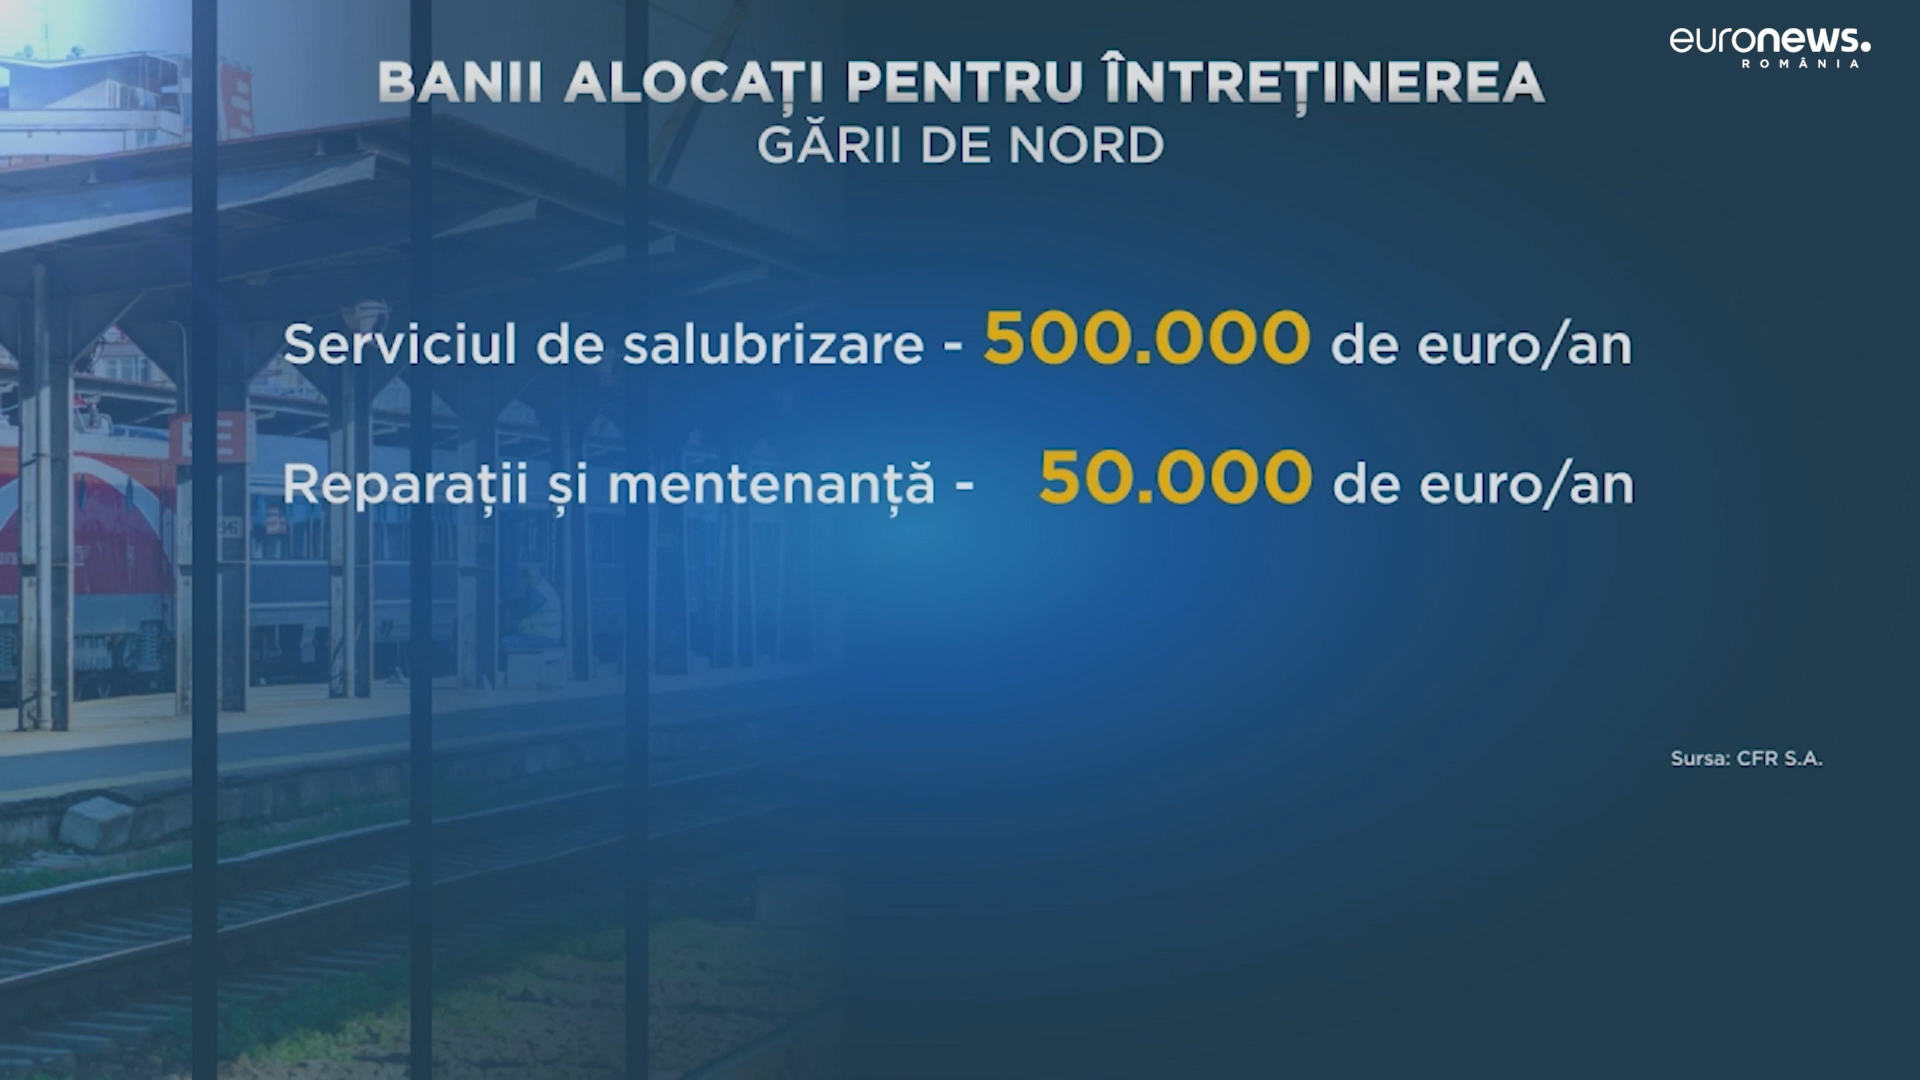 euronews.
ROMÂNIA
BANII ALOCAȚI PENTRU ÎNTREȚINEREA
GĂRII DE NORD
Serviciul de salubrizare - 500.000 de euro/an
Reparații și mentenanță - 50.000 de euro/an
E
E
Sursa: CFR S.A.